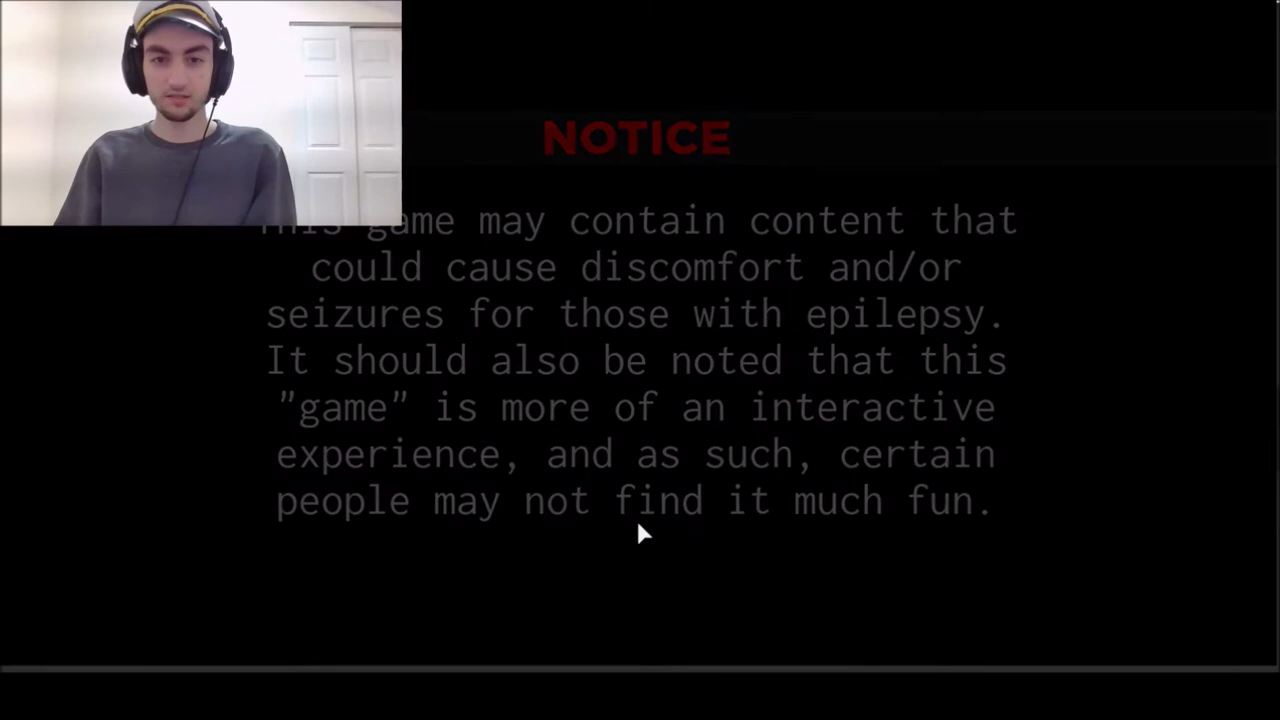 NOTICE
This game may contain content that
could cause discomfort and/or
seizures for those with epilepsy.
It should also be noted that this
"game" is more of an interactive
experience, and as such, certain
people may not find it much fun.